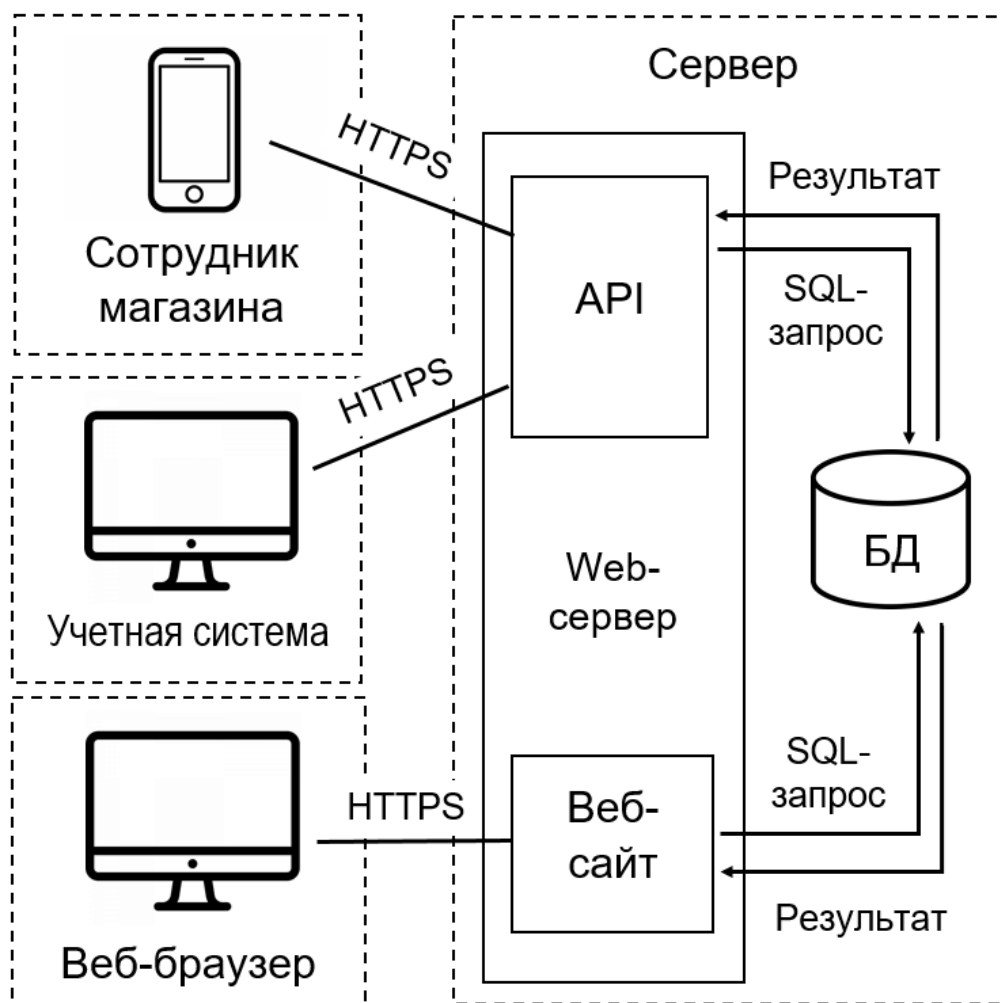 Сервер
HTTPS
Сотрудник
магазина
API
Результат
SQL-
запрос
HTTPS
Учетная система
Web-
сервер
БД
HTTPS
Веб-браузер
Веб-
сайт
SQL-
запрос
Результат